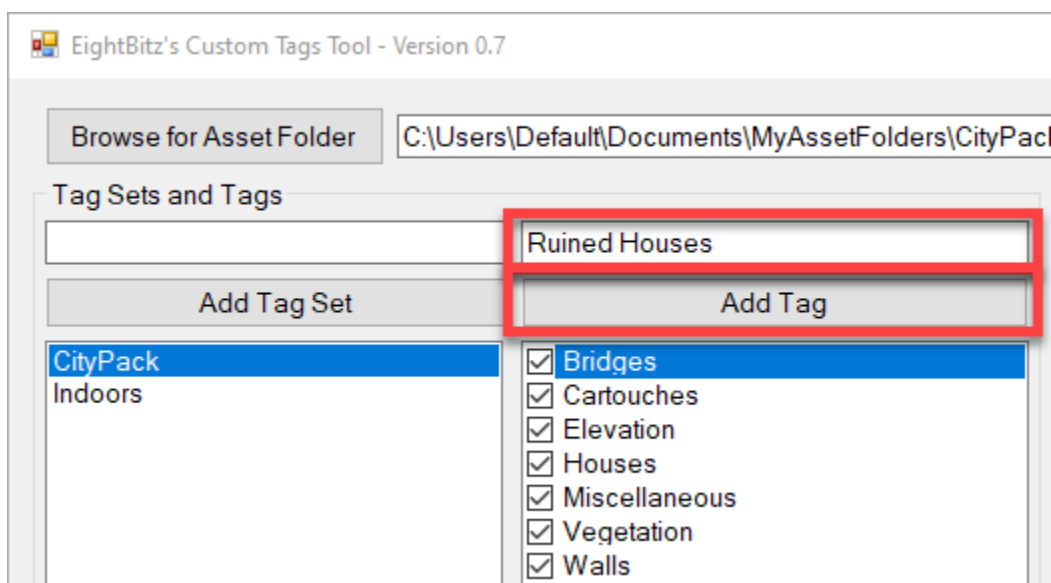 EightBitz's Custom Tags Tool - Version 0.7
Browse for Asset Folder
C:\Users\Default\Documents\MyAssetFolders\CityPack
Tag Sets and Tags
Ruined Houses
Add Tag Set
Add Tag
CityPack
Indoors
Bridges
Cartouches
Elevation
Houses
Miscellaneous
Vegetation
Walls